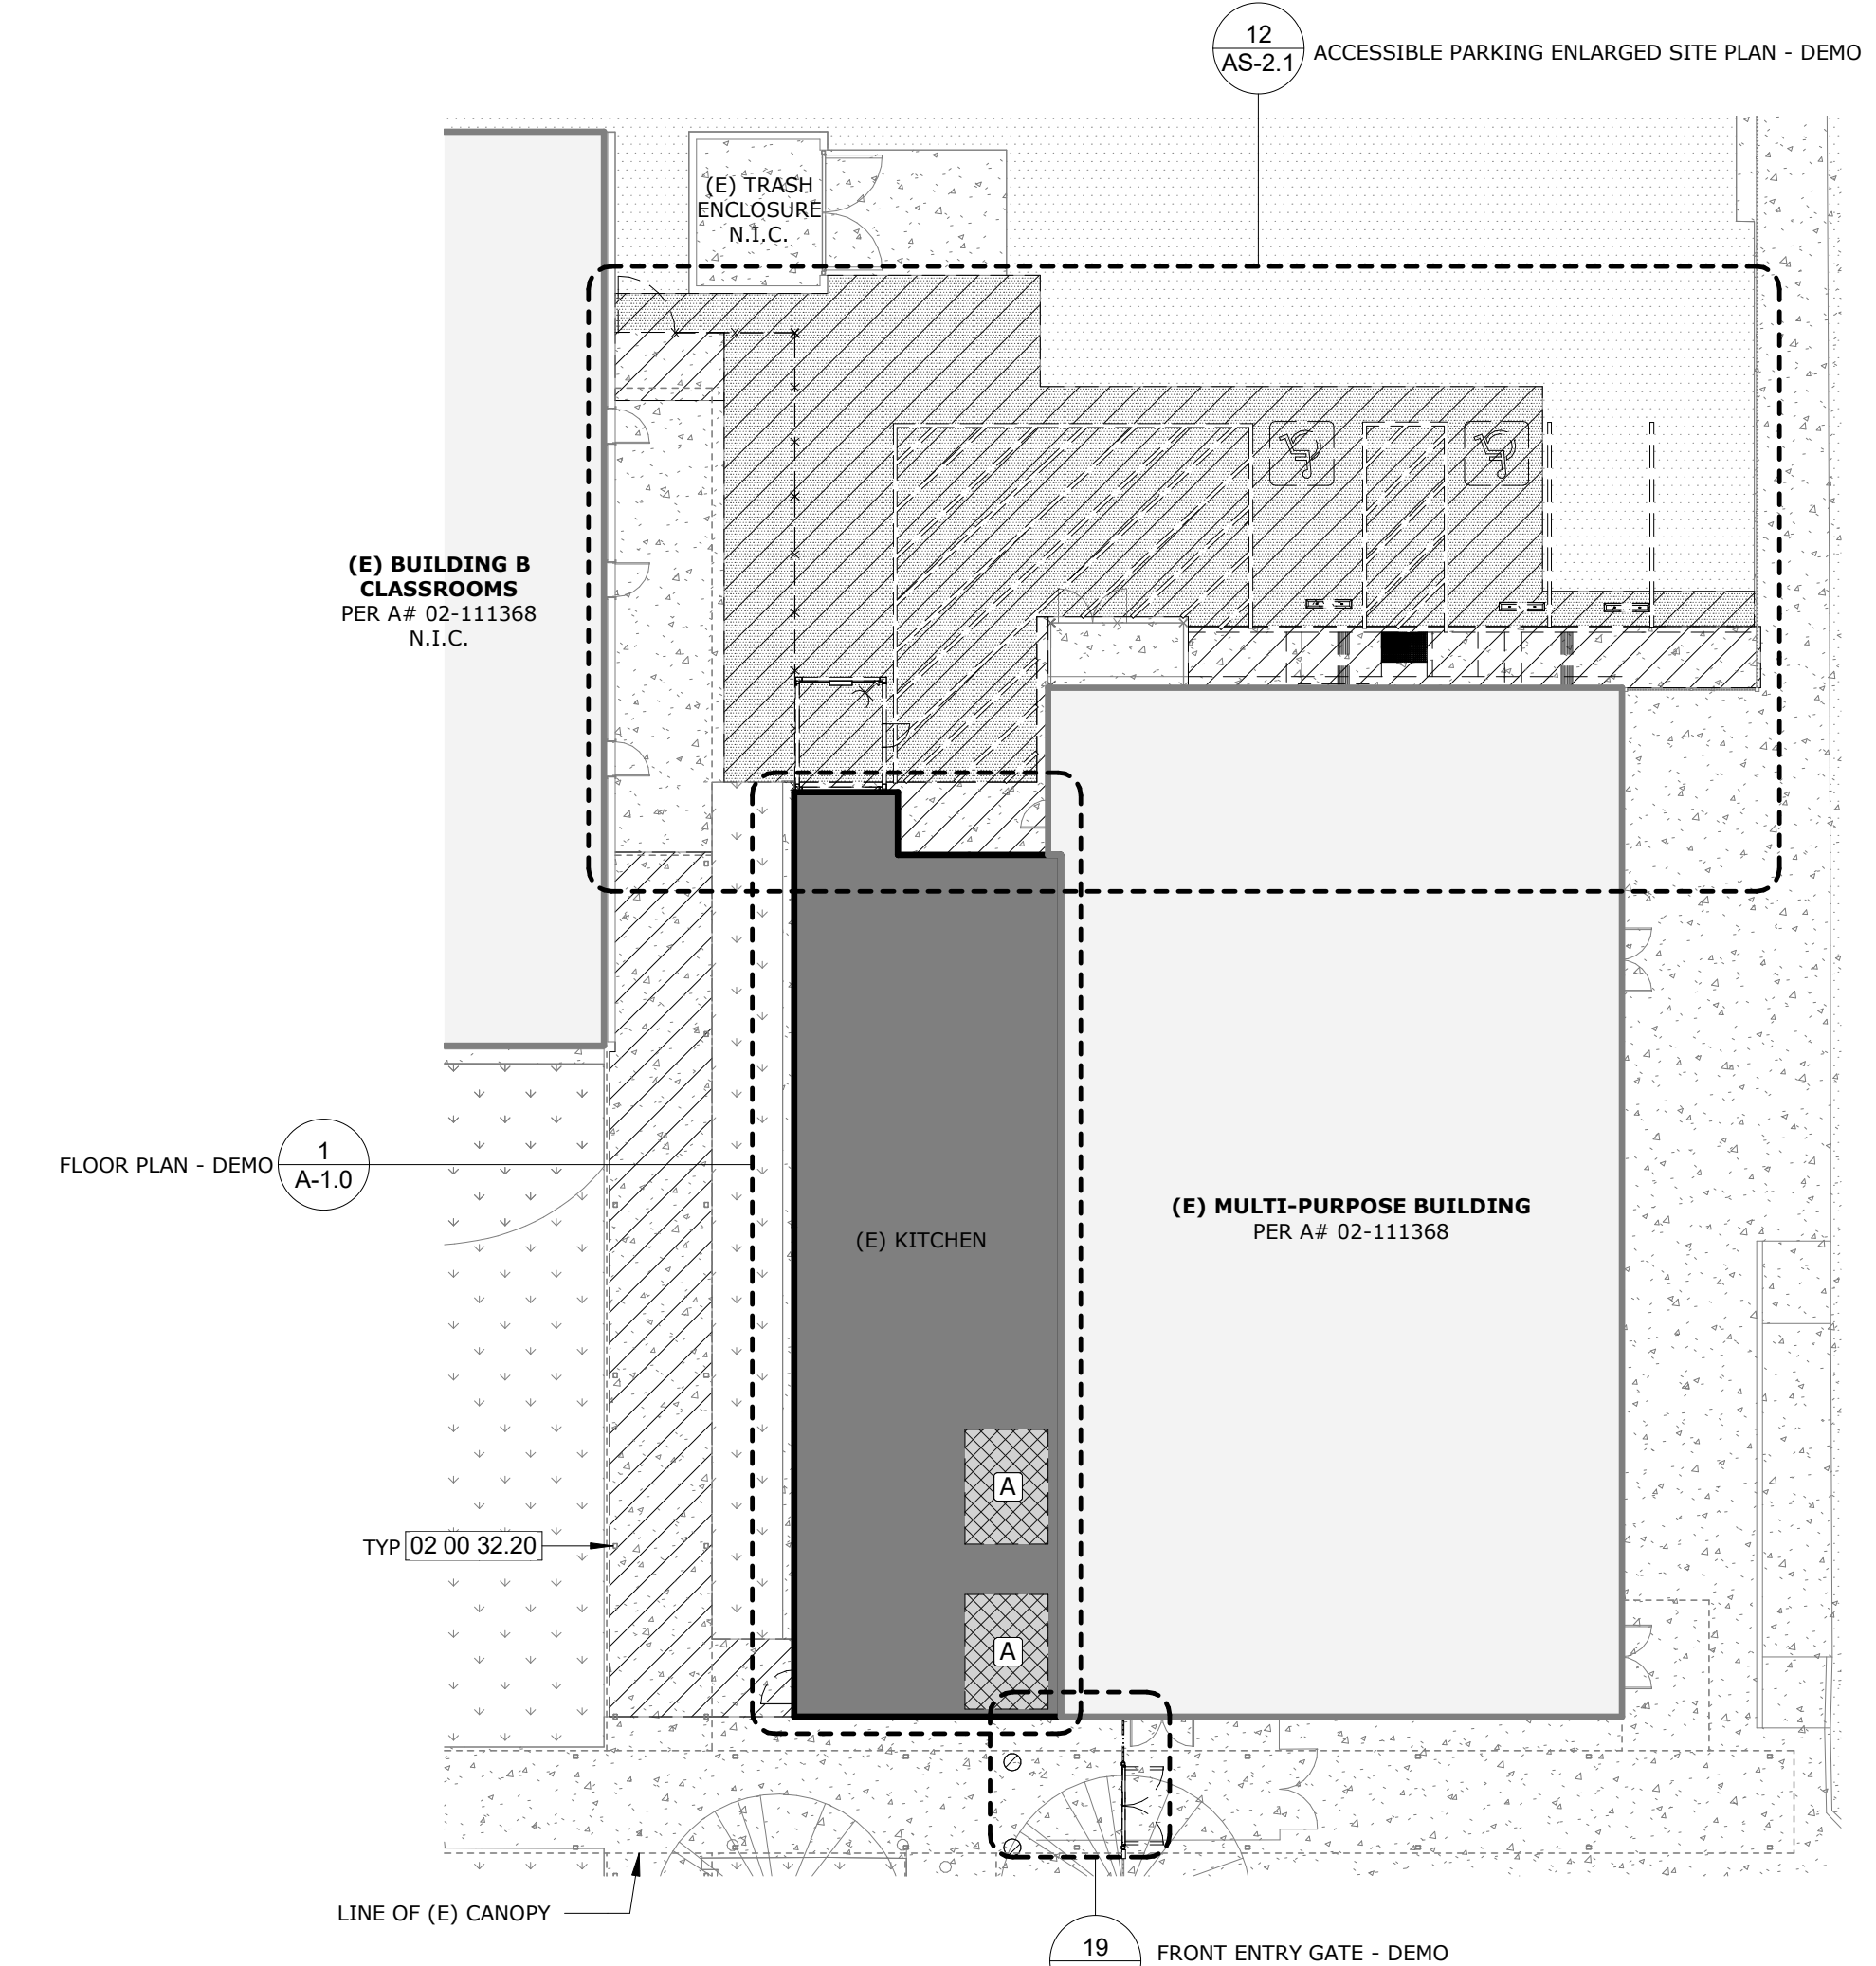 12
AS-2.1
ACCESSIBLE PARKING ENLARGED SITE PLAN - DEMO
(E) TRASH
ENCLOSURE
N.I.C.
(E) BUILDING B
CLASSROOMS
PER A# 02-111368
N.I.C.
FLOOR PLAN - DEMO
1
A-1.0
(E) MULTI-PURPOSE BUILDING
PER A# 02-111368
(E) KITCHEN
A
TYP 02 00 32.20
A
LINE OF (E) CANOPY
19
FRONT ENTRY GATE - DEMO